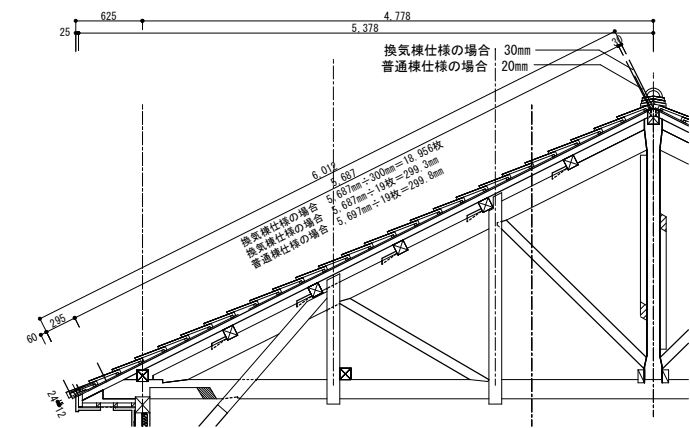 625
4.778
25
5.378
換気棟仕様の場合 30mm
普通棟仕様の場合 20mm
6.012
5.687
換気棟仕様の場合 5,687mm÷300mm＝18.956枚
換気棟仕様の場合 5.687mm÷19枚＝299.3mm
普通棟仕様の場合 5,697mm÷19枚＝299.8mm
295
60
24
12